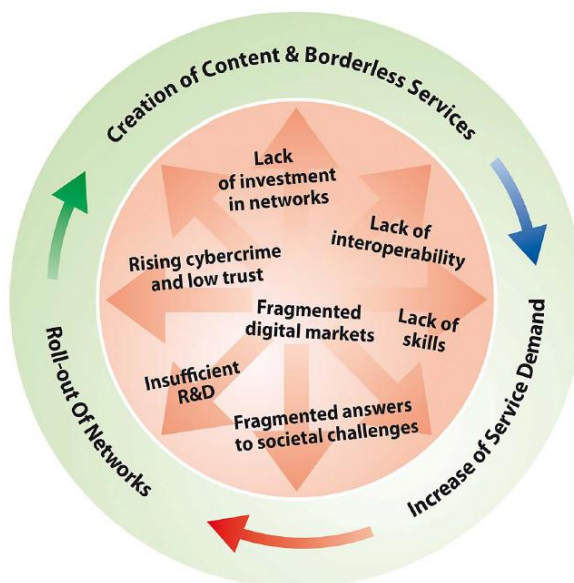 Creation of Content & Borderless Services
Lack
of investment
in networks
Lack of
interoperability
Rising cybercrime
and low trust
Fragmented
digital markets
Lack of
skills
Insufficient
R&D
Fragmented answers
to societal challenges
Roll-out Of Networks
Increase of Service Demand